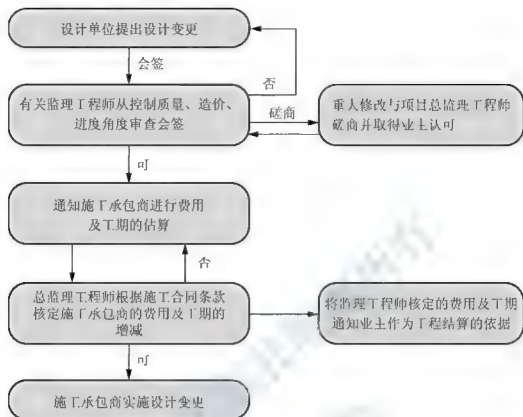 设计单位提出设计变更
会签
否
有关监理工程师从控制质量、造价、
进度角度审查会签
磋商
重大修改与项目总监理工程师
磋商并取得业主认可
可
通知施工承包商进行费用
及工期的估算
否
总监理工程师根据施工合同条款
核定施工承包商的费用及工期的
增减
将监理工程师核定的费用及工期
通知业主作为工程结算的依据
可
施工承包商实施设计变更